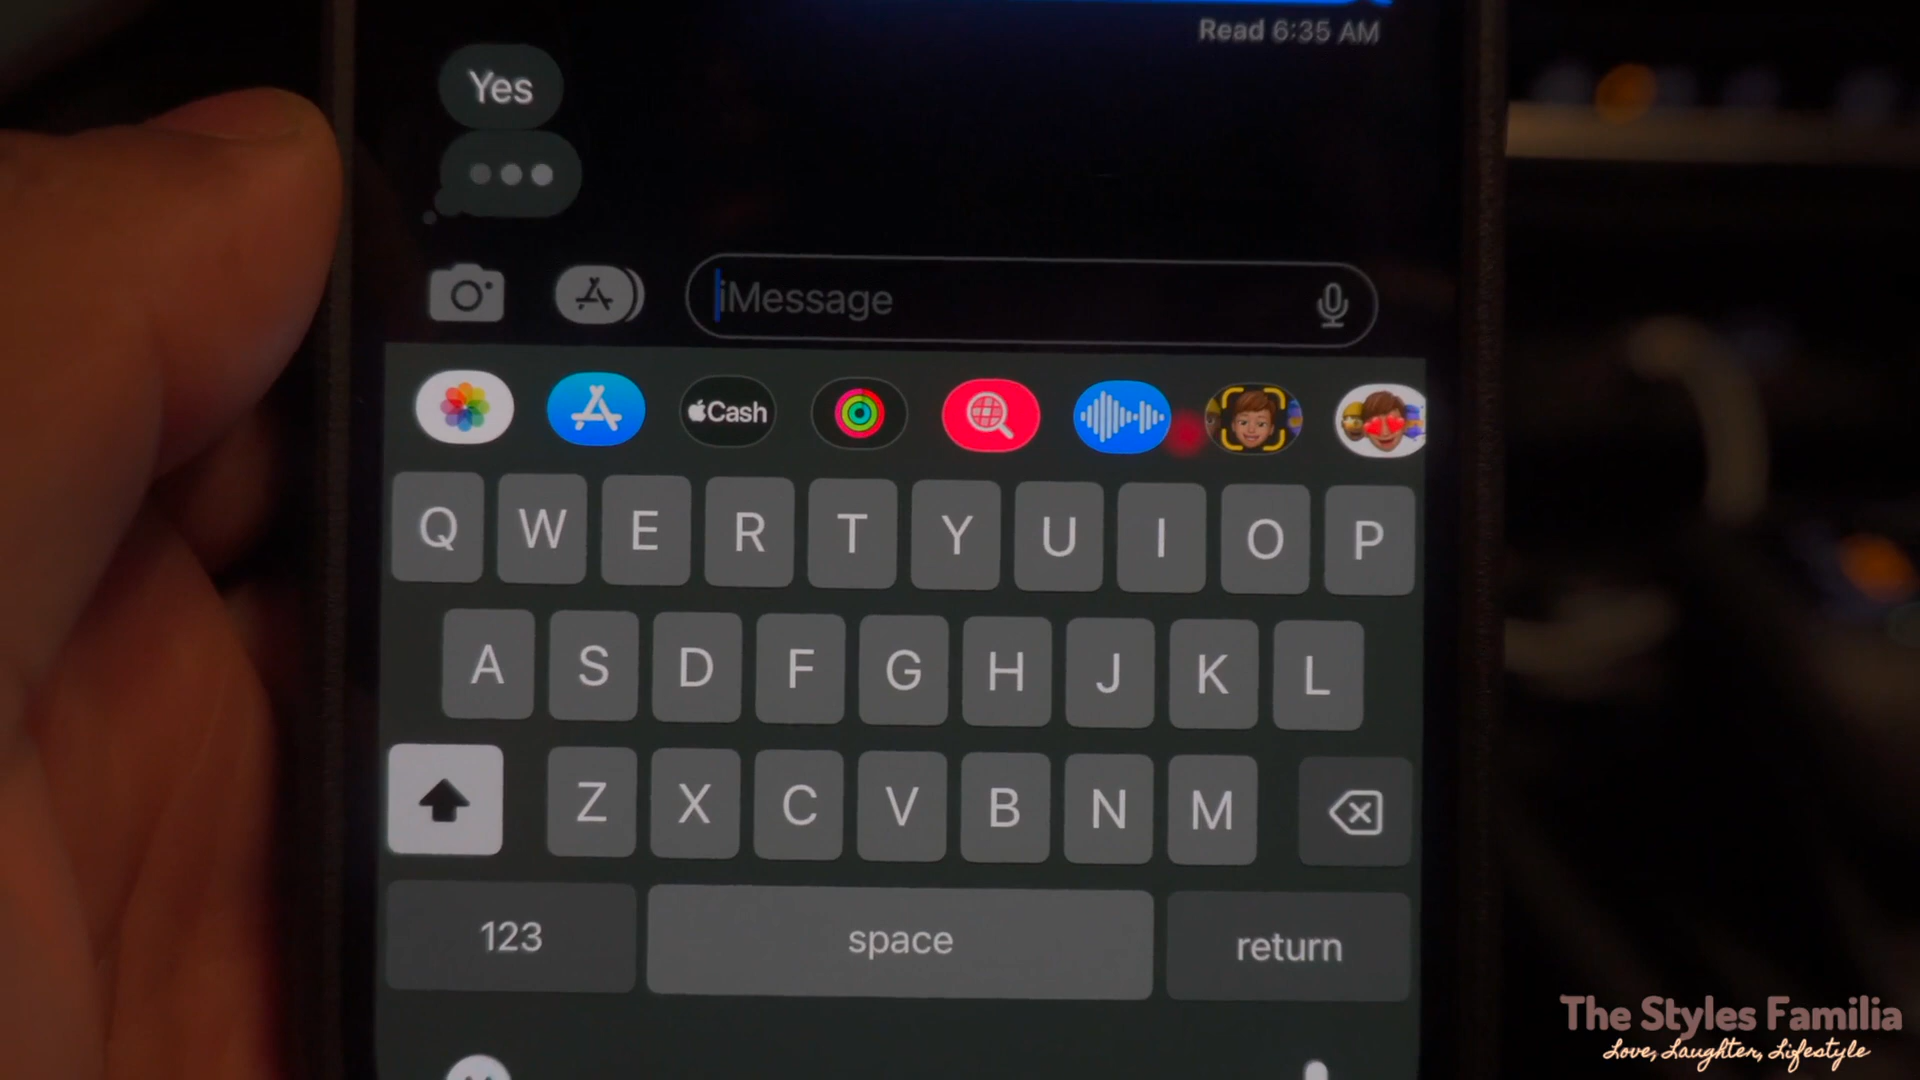 Read 6:35 AM
Yes
iMessage
Cash
Q W E R T Y U I O P
A S D F G H J K L
Z X C V B N M
123 space return
The Styles Familia
Love, Laughter, Lifestyle